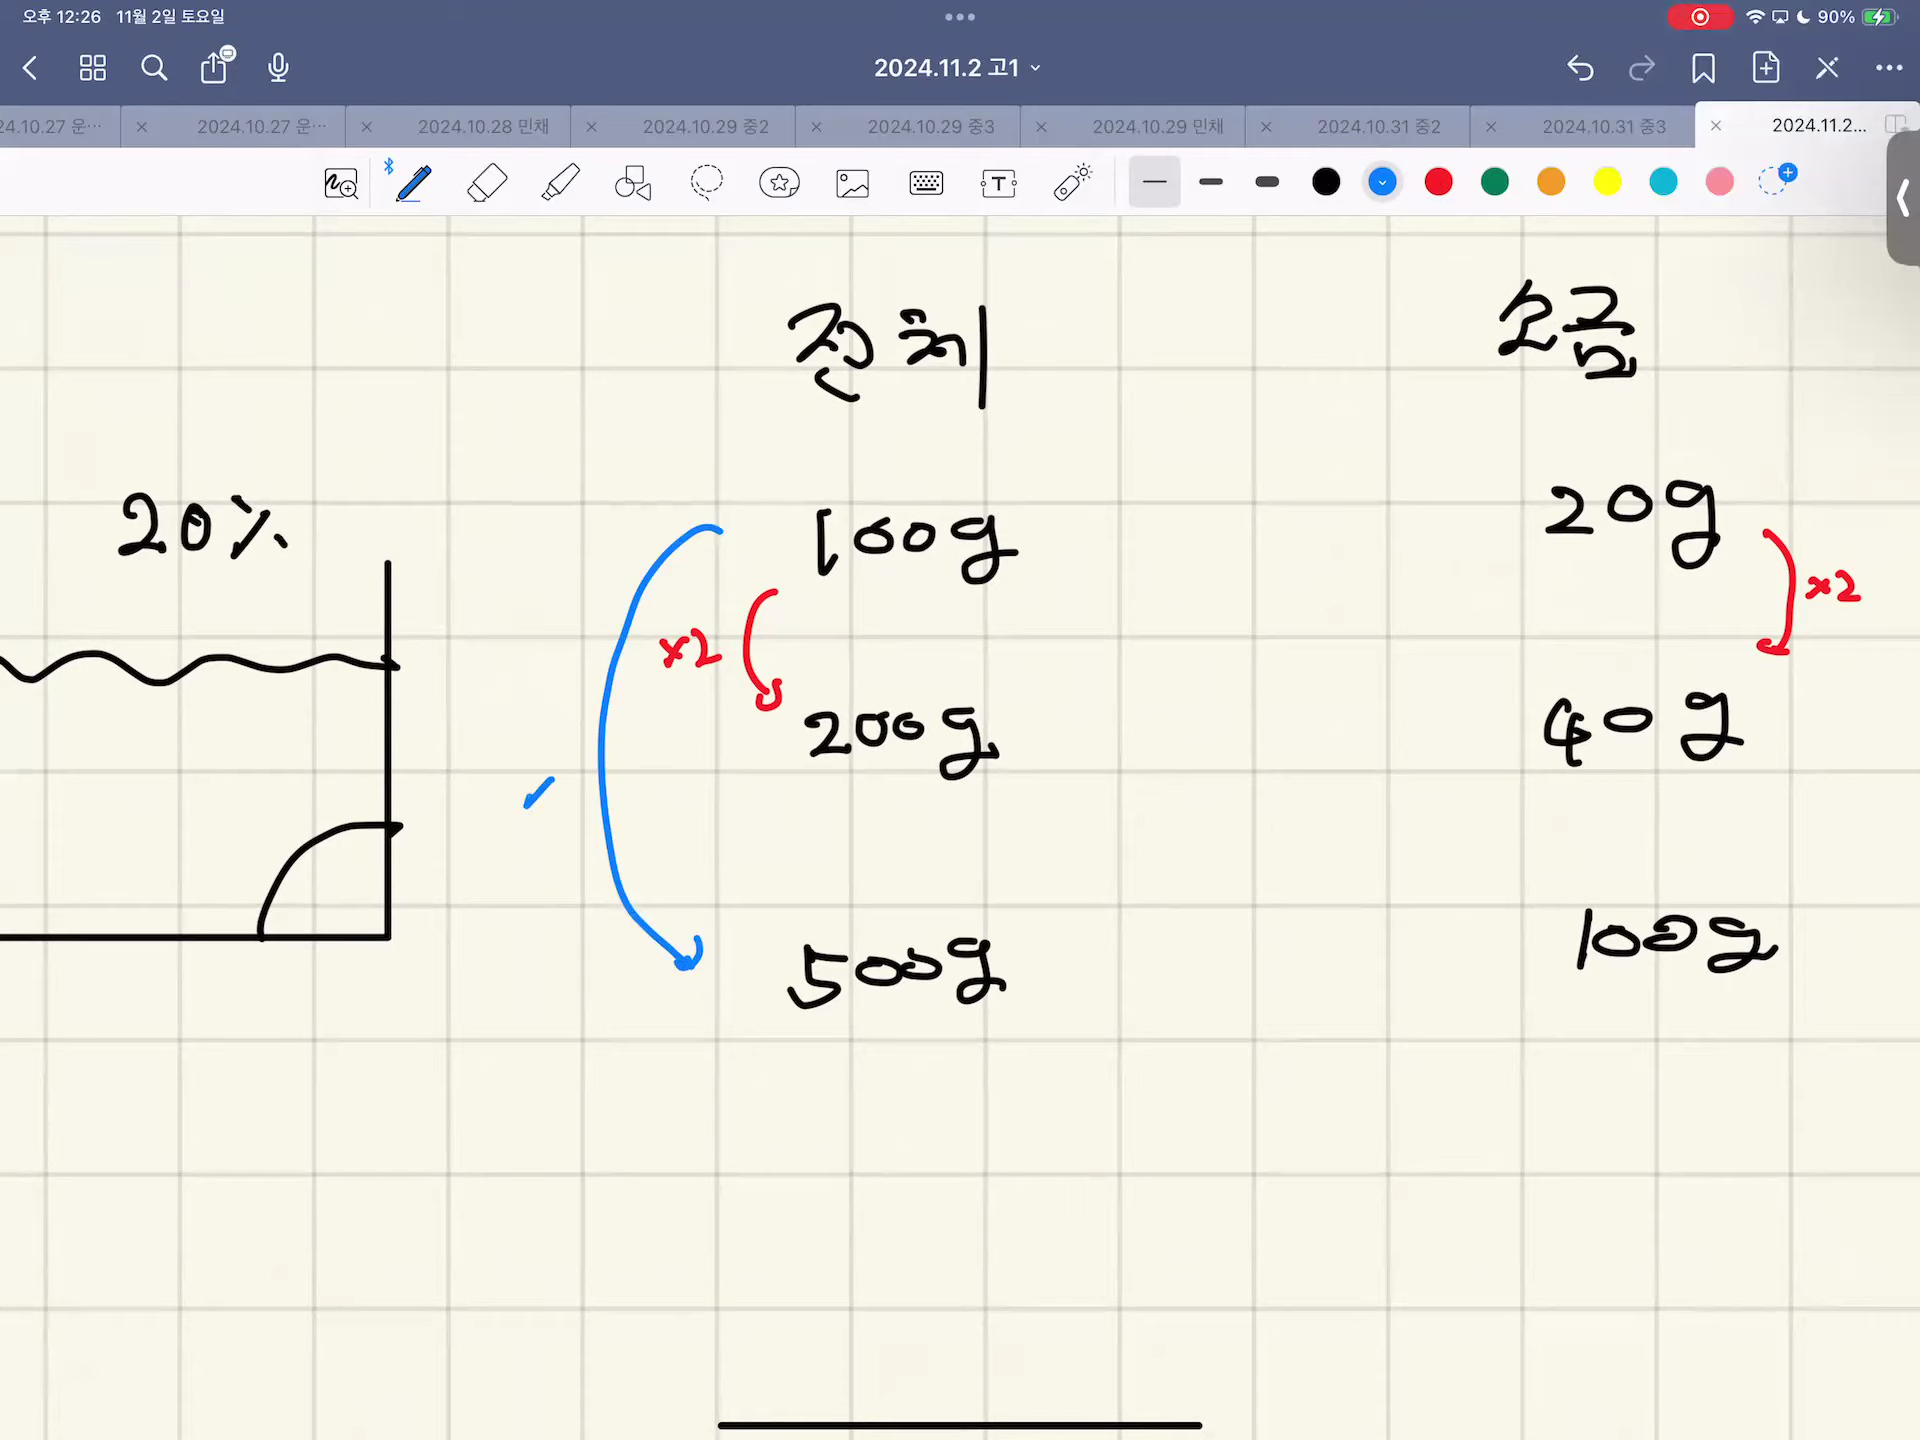 오후 12:26 11월 2일 토요일
90%
2024.11.2 고1
24.10.27 운…
2024.10.27 운…
2024.10.28 민채
2024.10.29 중2
2024.10.29 중3
2024.10.29 민채
2024.10.31 중2
2024.10.31 중3
2024.11.2...
전체 소금
20% 100g 20g
×2 ×2
200g 40g
500g 100g